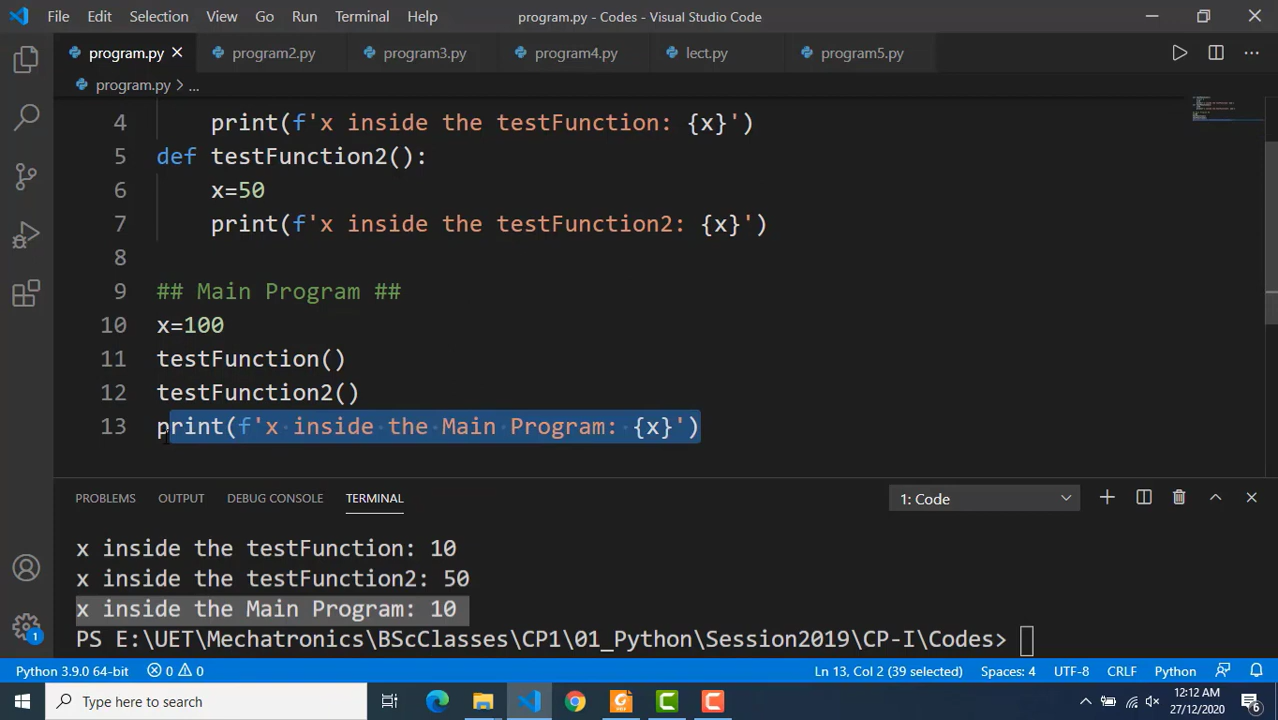 File Edit Selection View Go Run Terminal Help program.py - Codes - Visual Studio Code
program.py program2.py program3.py program4.py lect.py program5.py
program.py > ...
4 print(f'x inside the testFunction: {x}')
5 def testFunction2():
6 x=50
7 print(f'x inside the testFunction2: {x}')
8
9 ## Main Program ##
10 x=100
11 testFunction()
12 testFunction2()
13 print(f'x inside the Main Program: {x}')
PROBLEMS OUTPUT DEBUG CONSOLE TERMINAL 1: Code
x inside the testFunction: 10
x inside the testFunction2: 50
x inside the Main Program: 10
PS E:\UET\Mechatronics\BScClasses\CP1\01_Python\Session2019\CP-I\Codes>
1
Python 3.9.0 64-bit 0 0 Ln 13, Col 2 (39 selected) Spaces: 4 UTF-8 CRLF Python
Type here to search
12:12 AM
27/12/2020
6